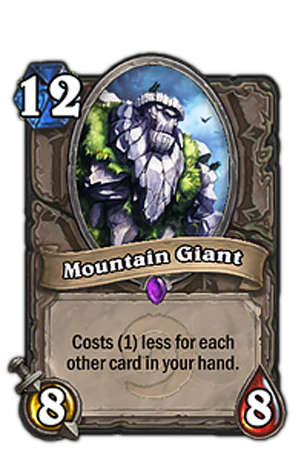 12
Mountain Giant
Costs (1) less for each
other card in your hand.
8
8